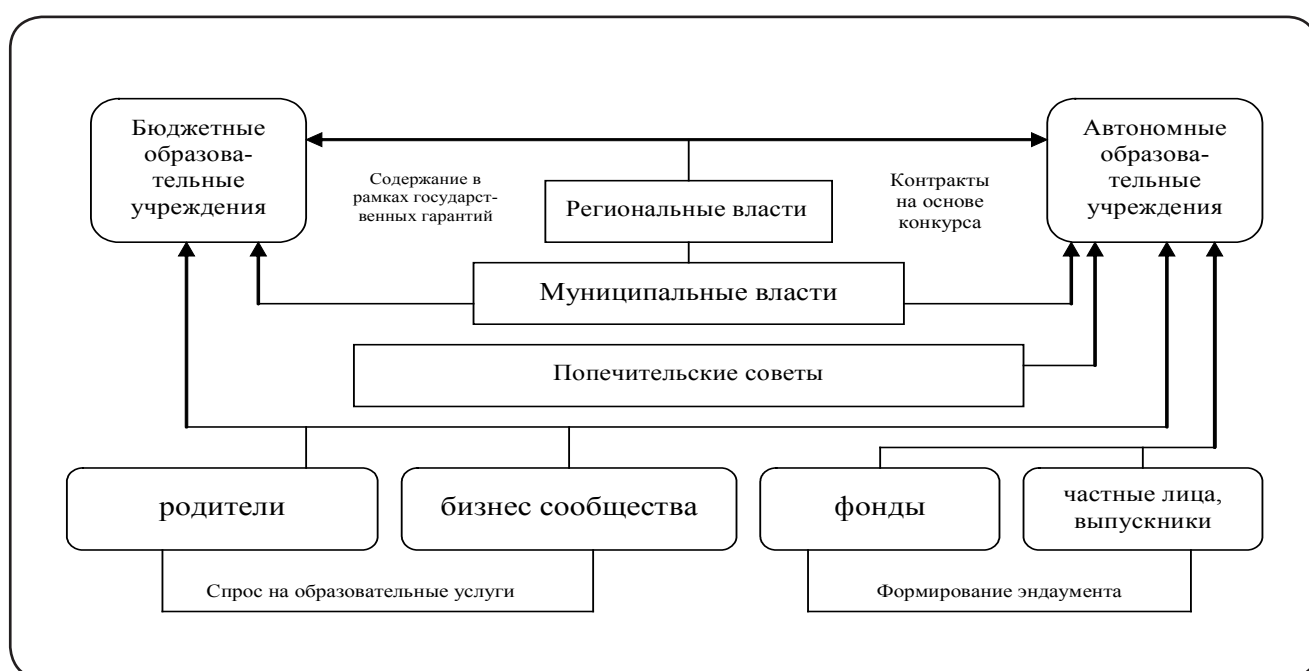 Бюджетные
образова-
тельные
учреждения
Автономные
образова-
тельные
учреждения
Содержание в
рамках государст-
венных гарантий
Контракты
на основе
конкурса
Региональные власти
Муниципальные власти
Попечительские советы
родители
бизнес сообщества
фонды
частные лица,
выпускники
Спрос на образовательные услуги
Формирование эндаумента